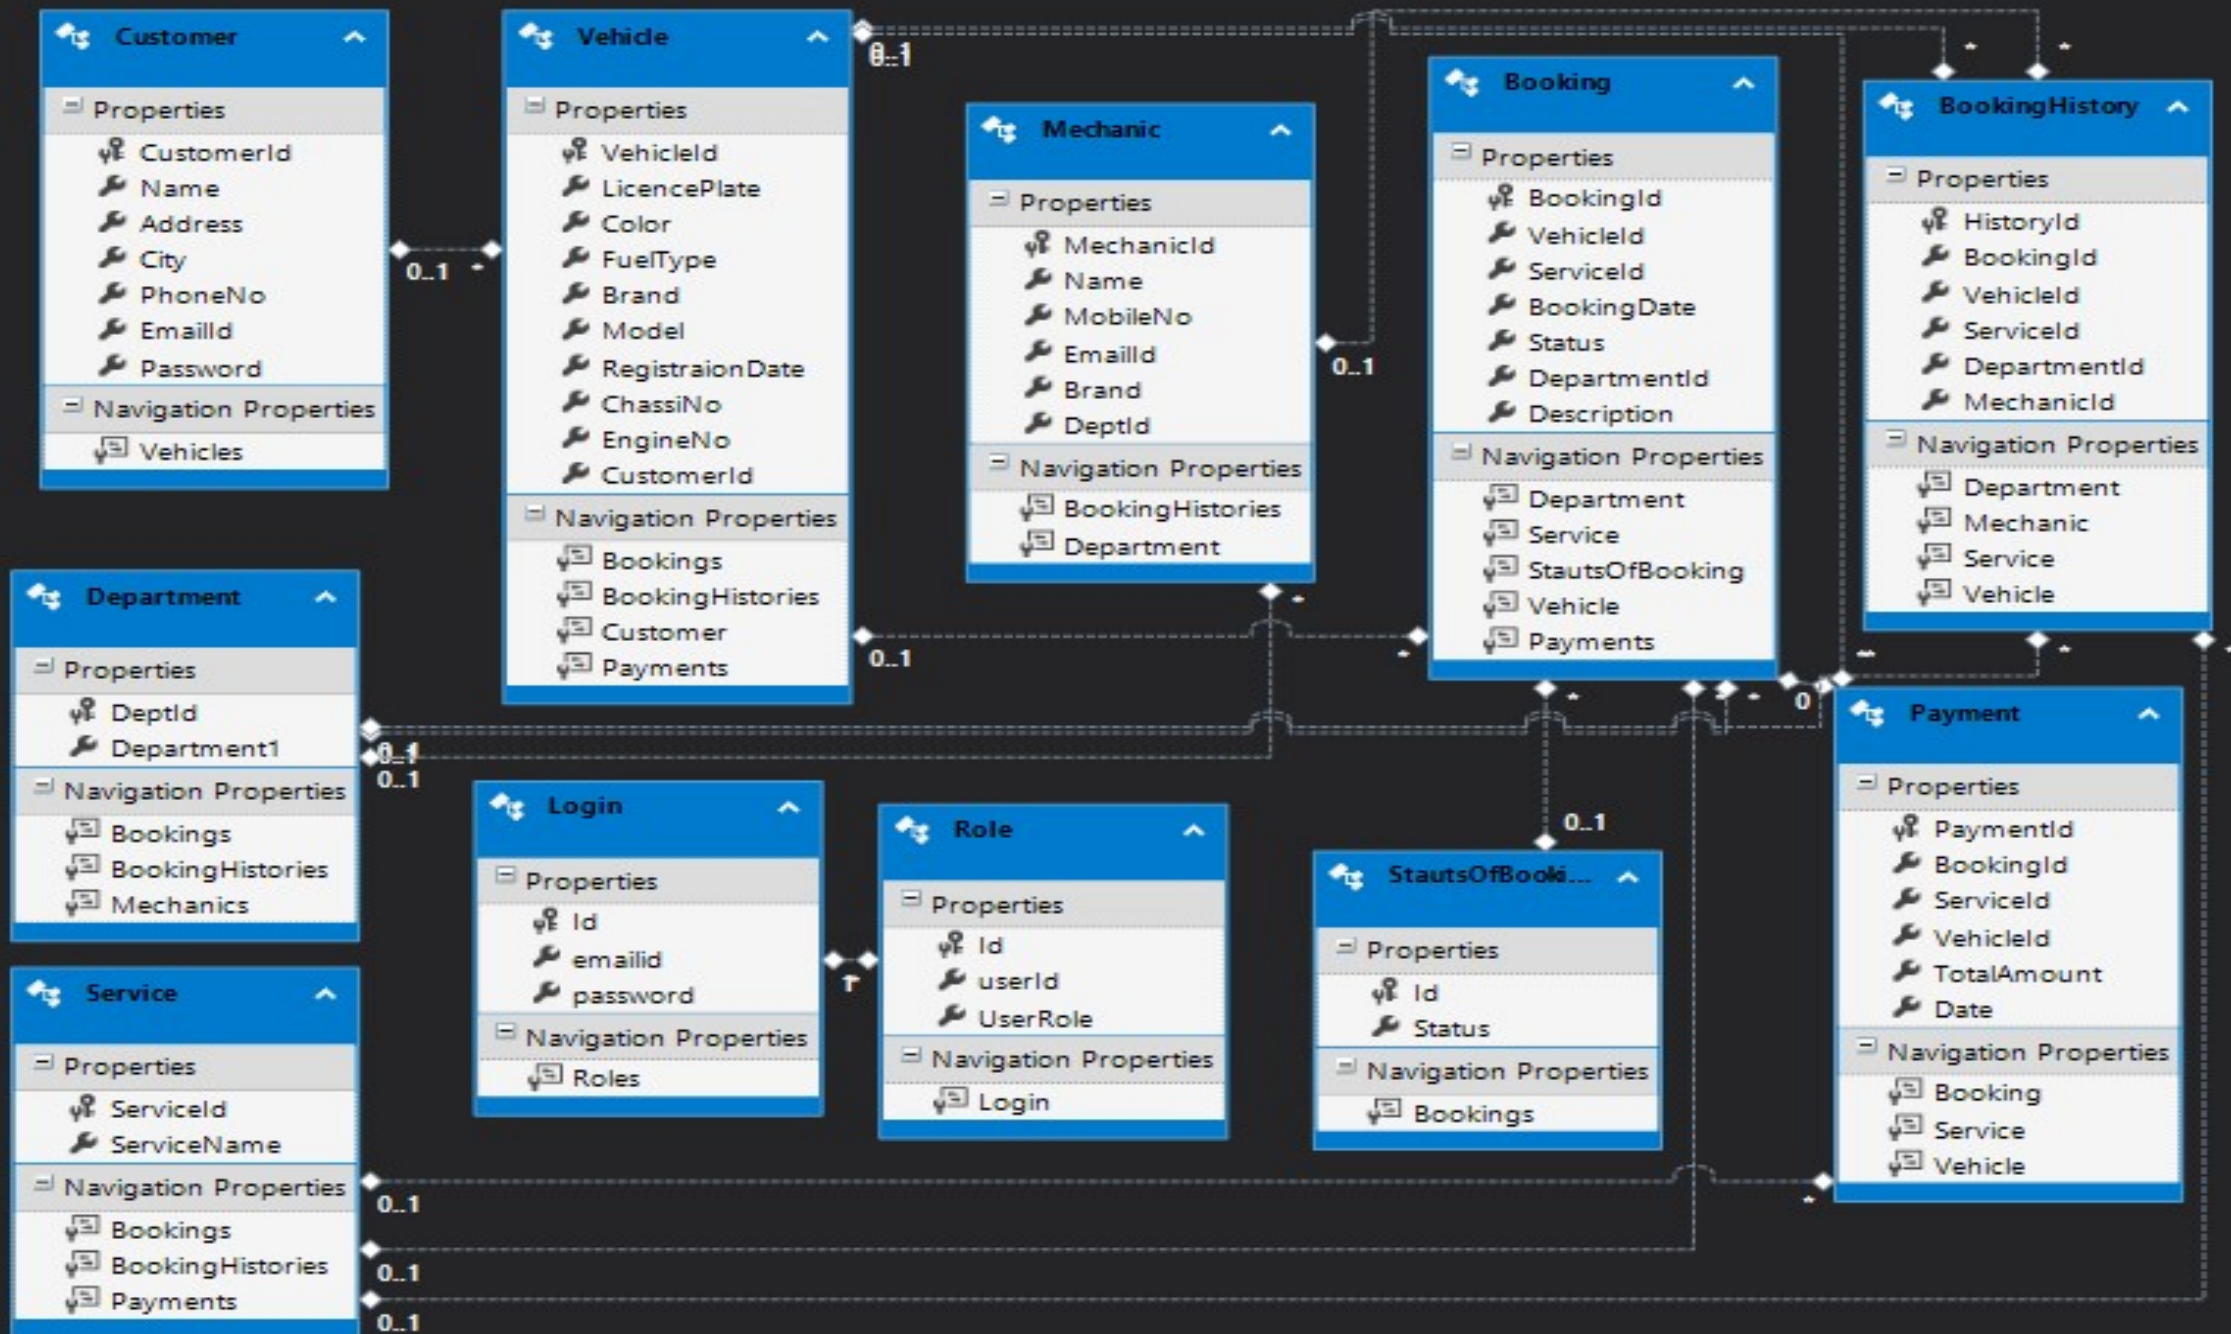 Customer
Properties
CustomerId
Name
Address
City
PhoneNo
EmailId
Password
Navigation Properties
Vehicles
0..1
*
Vehicle
Properties
VehicleId
LicencePlate
Color
FuelType
Brand
Model
RegistraionDate
ChassiNo
EngineNo
CustomerId
Navigation Properties
Bookings
BookingHistories
Customer
Payments
0..1
*
Mechanic
Properties
MechanicId
Name
MobileNo
EmailId
Brand
DeptId
Navigation Properties
BookingHistories
Department
0..1
*
Booking
Properties
BookingId
VehicleId
ServiceId
BookingDate
Status
DepartmentId
Description
Navigation Properties
Department
Service
StautsOfBooking
Vehicle
Payments
*
*
0
*
*
BookingHistory
Properties
HistoryId
BookingId
VehicleId
ServiceId
DepartmentId
MechanicId
Navigation Properties
Department
Mechanic
Service
Vehicle
*
Department
Properties
DeptId
Department1
Navigation Properties
Bookings
BookingHistories
Mechanics
0..1
Login
Properties
Id
emailid
password
Navigation Properties
Roles
Role
Properties
Id
userId
UserRole
Navigation Properties
Login
0..1
StautsOfBooki...
Properties
Id
Status
Navigation Properties
Bookings
Payment
Properties
PaymentId
BookingId
ServiceId
VehicleId
TotalAmount
Date
Navigation Properties
Booking
Service
Vehicle
*
Service
Properties
ServiceId
ServiceName
Navigation Properties
Bookings
BookingHistories
Payments
0..1
0..1
0..1